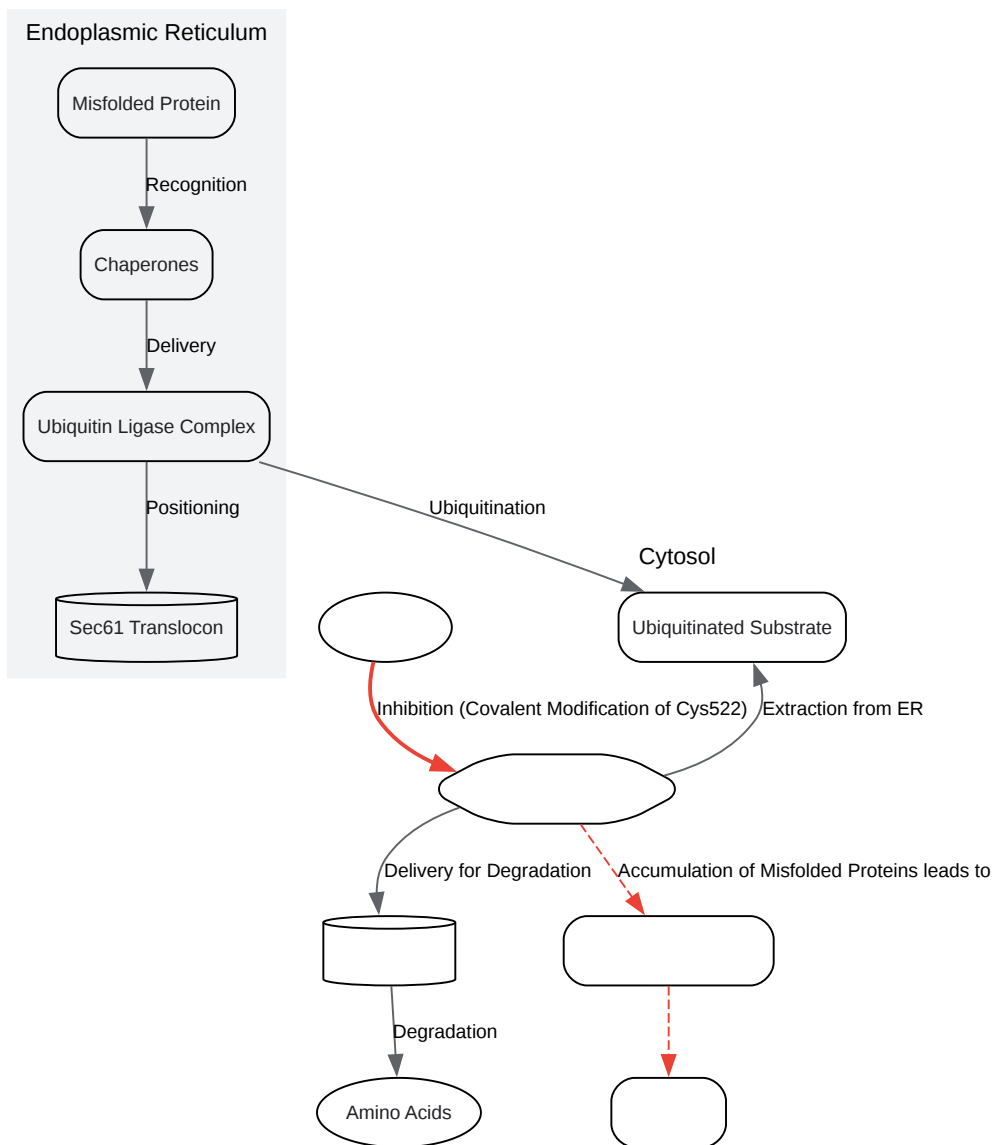 Endoplasmic Reticulum
Misfolded Protein
Recognition
Chaperones
Delivery
Ubiquitin Ligase Complex
Positioning
Ubiquitination
Cytosol
Sec61 Translocon
Ubiquitinated Substrate
Inhibition (Covalent Modification of Cys522)
Extraction from ER
Delivery for Degradation
Accumulation of Misfolded Proteins leads to
Degradation
Amino Acids